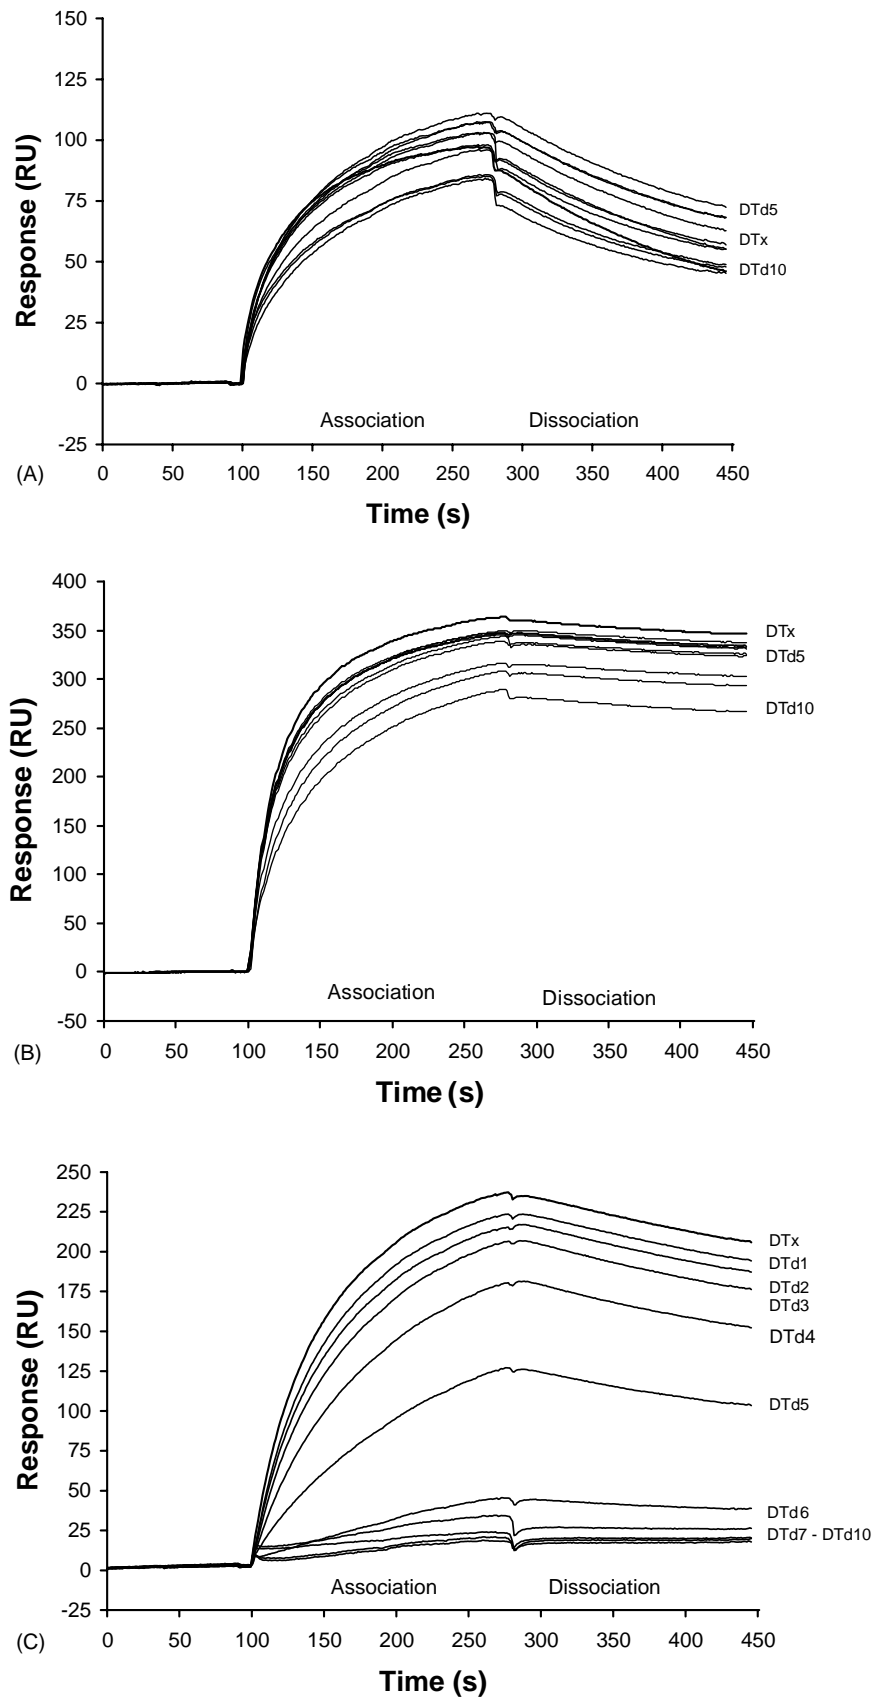 150
125
100
75
50
25
0
-25
Response (RU)
DTd5
DTx
DTd10
Association Dissociation
0 50 100 150 200 250 300 350 400 450
(A)
Time (s)
400
350
300
250
200
150
100
50
0
-50
Response (RU)
DTx
DTd5
DTd10
Association Dissociation
0 50 100 150 200 250 300 350 400 450
(B)
Time (s)
250
225
200
175
150
125
100
75
50
25
0
-25
Response (RU)
DTx
DTd1
DTd2
DTd3
DTd4
DTd5
DTd6
DTd7 - DTd10
Association Dissociation
0 50 100 150 200 250 300 350 400 450
(C)
Time (s)